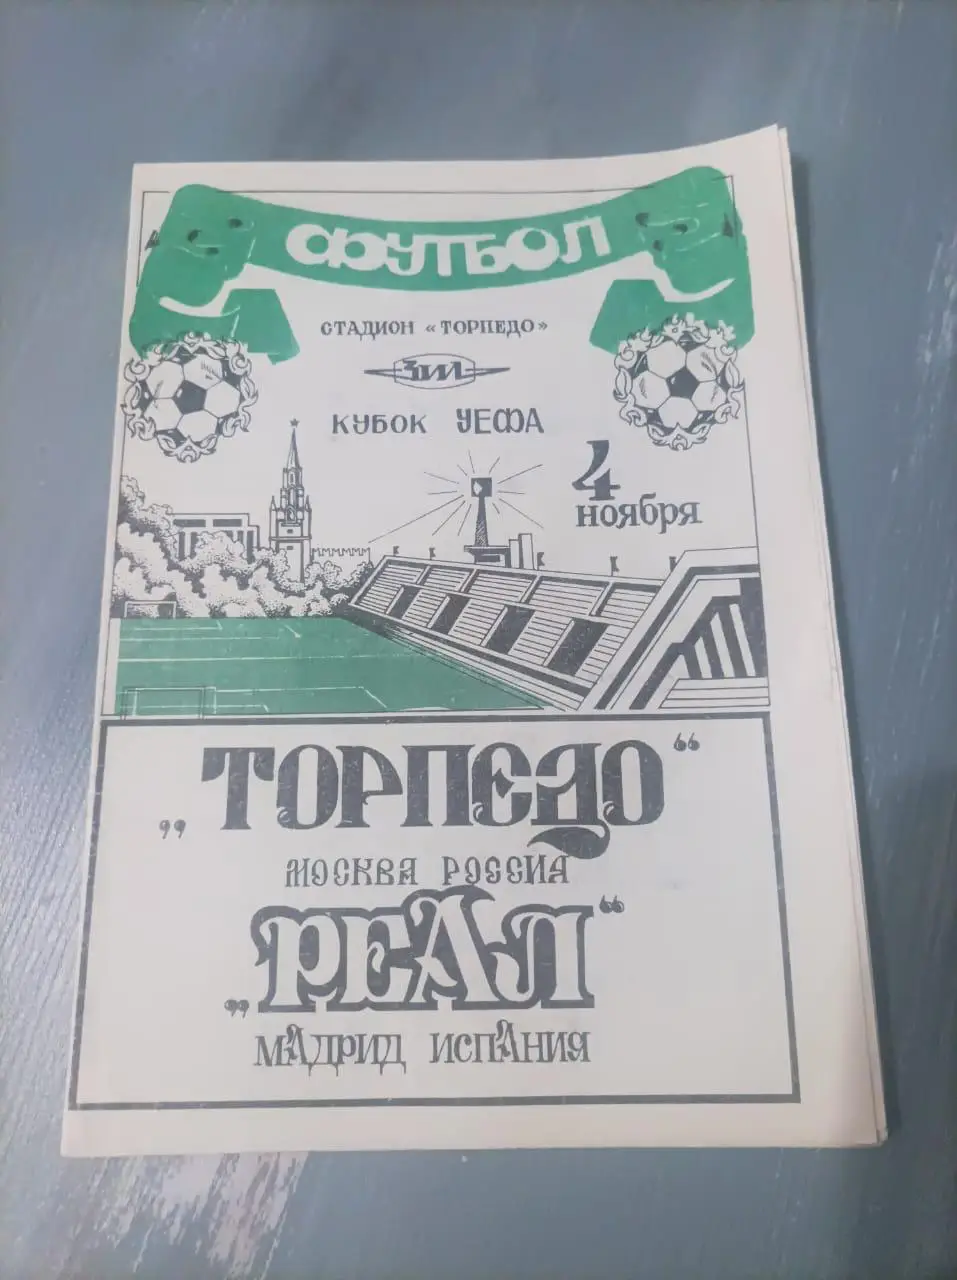 ФУТБОЛ
СТАДИОН «ТОРПЕДО»
ЗИЛ
КУБОК УЕФА
4
ноября
„ТОРПЕДО“
МОСКВА РОССИЯ
„РЕАЛ“
МАДРИД ИСПАНИЯ